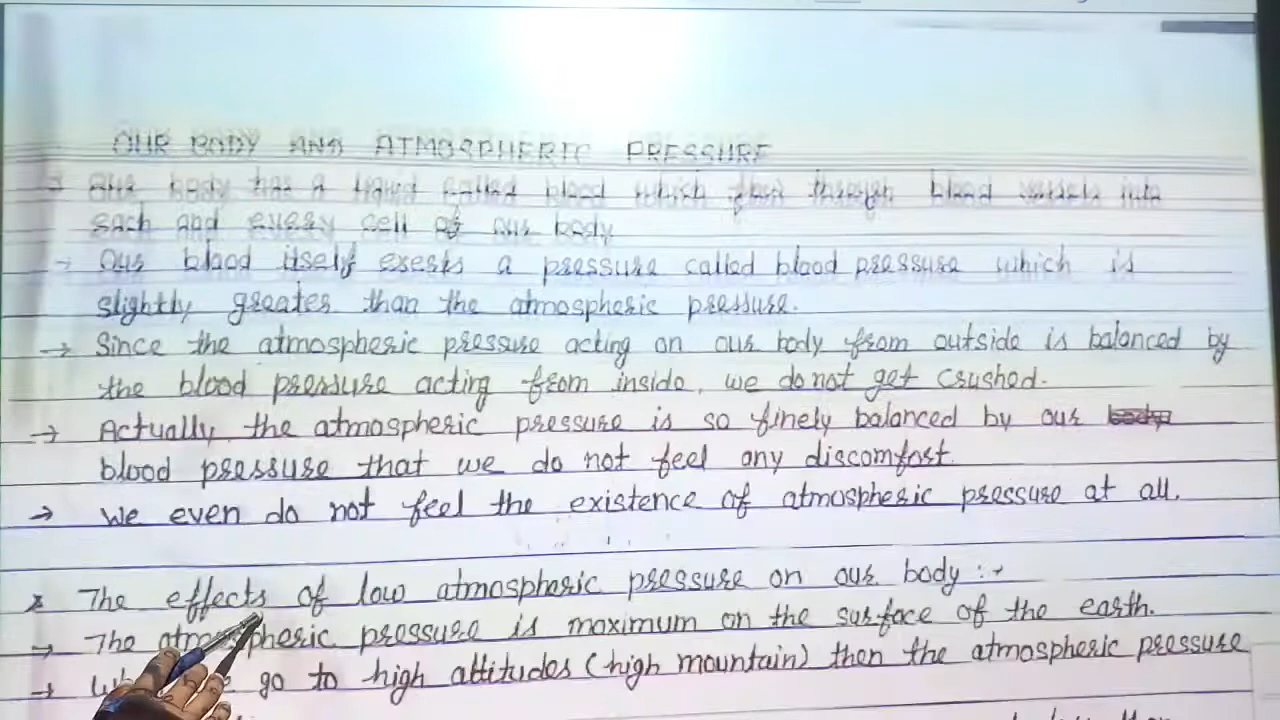 OUR BODY AND ATMOSPHERIC PRESSURE
→ Our body has a liquid called blood which flow through blood vessels into
each and every cell of our body
→ Our blood itself exerts a pressure called blood pressure which is
slightly greater than the atmospheric pressure.
→ Since the atmospheric pressure acting on our body from outside is balanced by
the blood pressure acting from inside, we do not get crushed.
→ Actually, the atmospheric pressure is so finely balanced by our body
blood pressure that we do not feel any discomfort.
→ We even do not feel the existence of atmospheric pressure at all.
* The effects of low atmospheric pressure on our body :→
→ The atmospheric pressure is maximum on the surface of the earth.
→ go to high attitudes (high mountain) then the atmospheric pressure